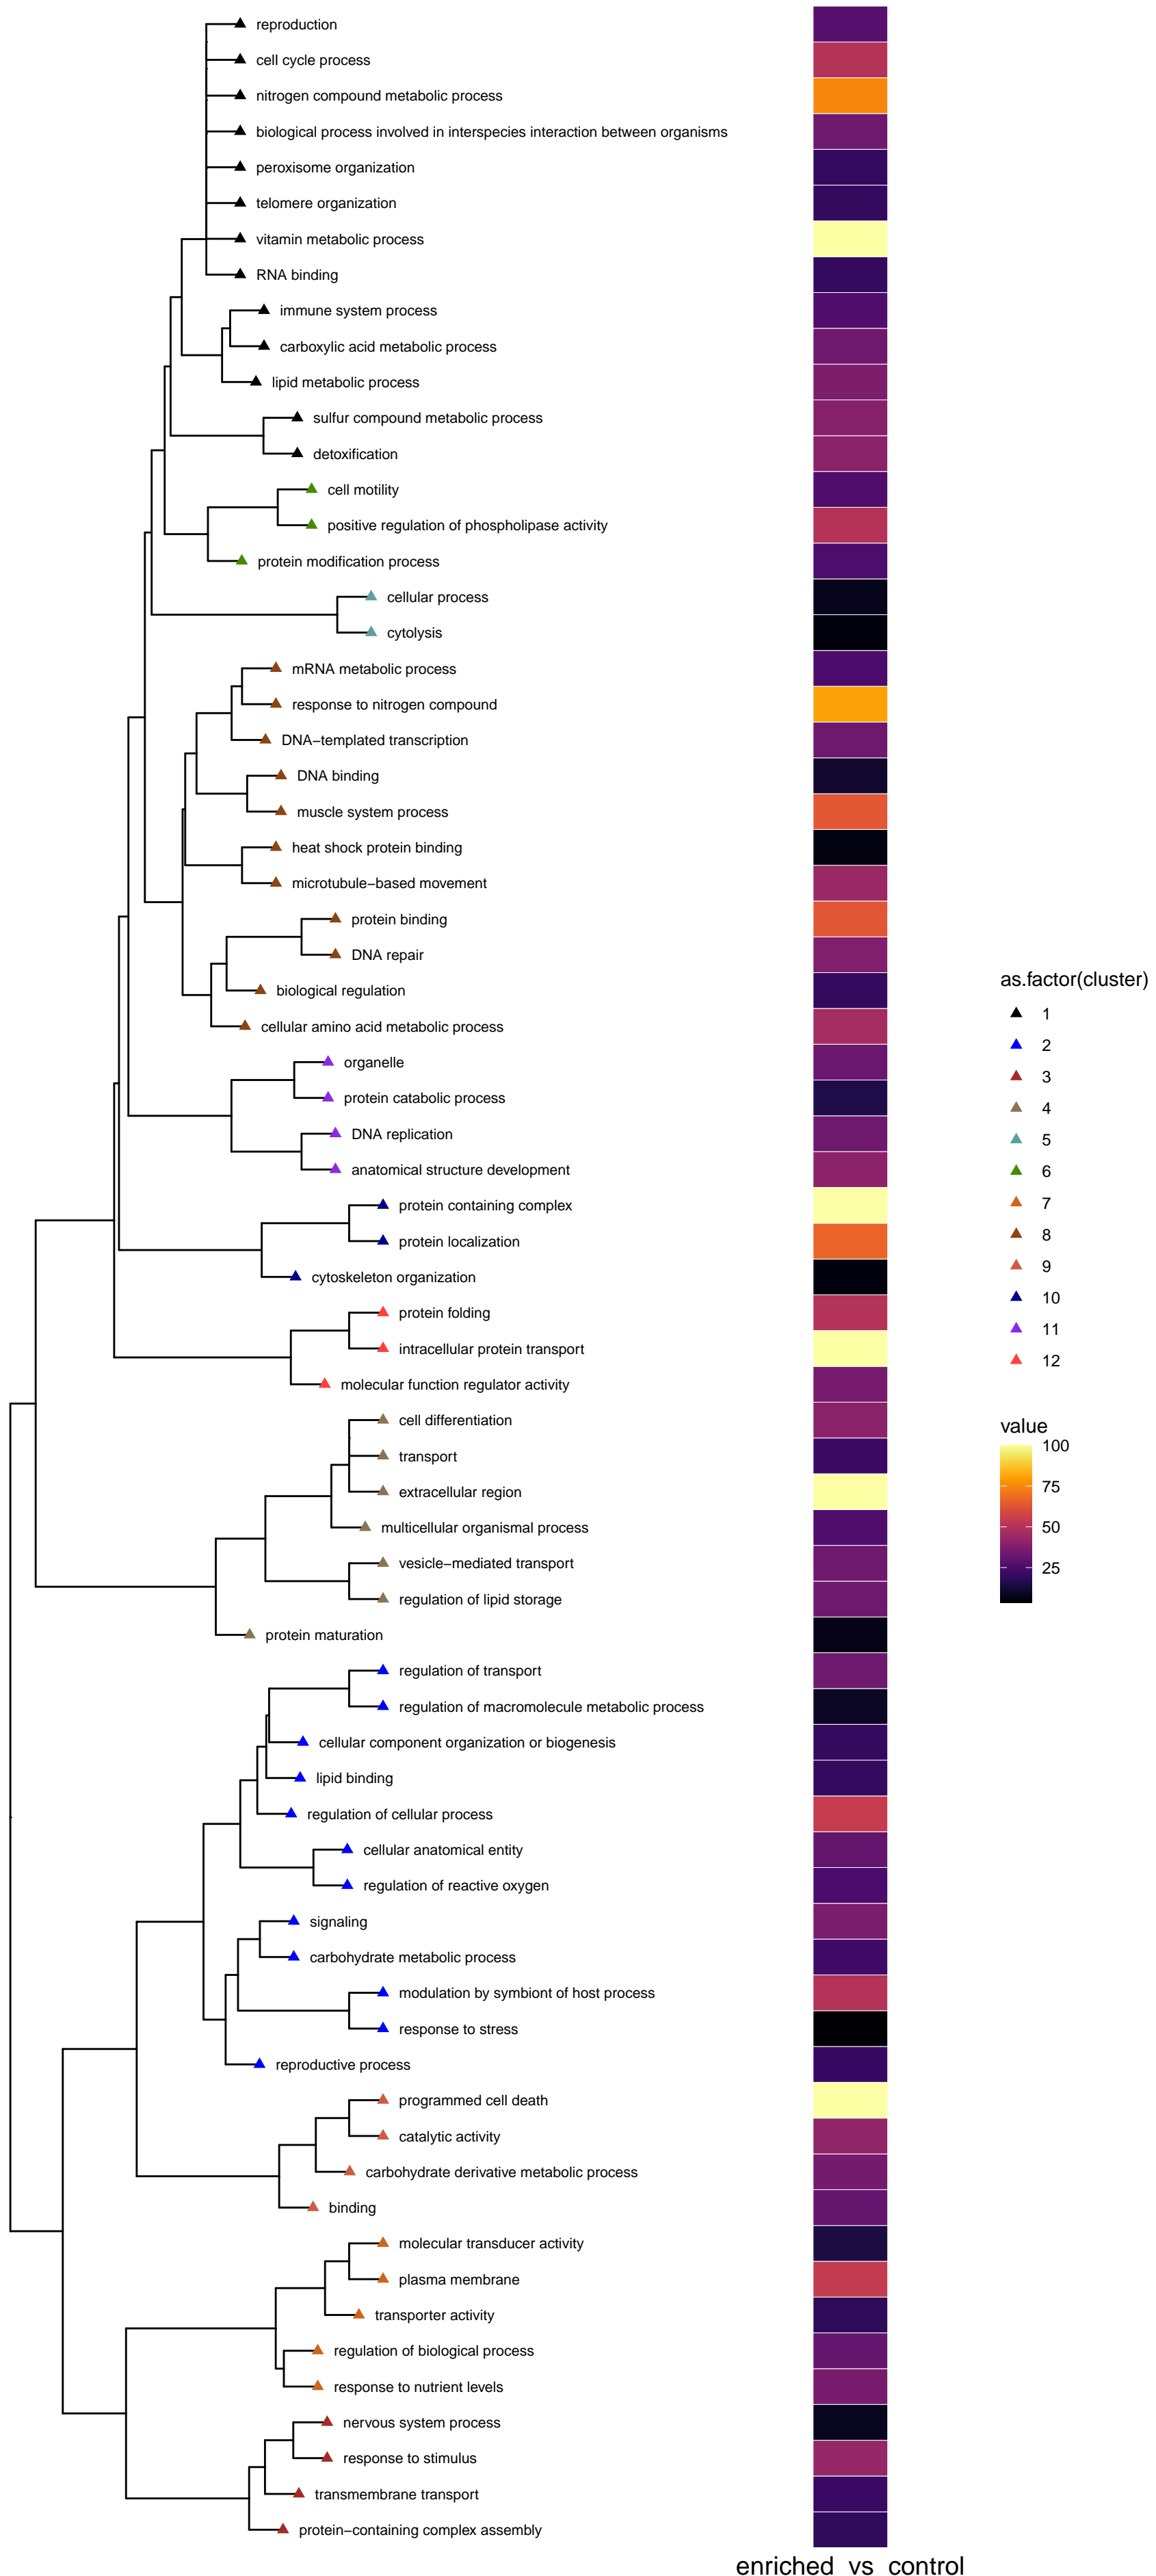 reproduction
cell cycle process
nitrogen compound metabolic process
biological process involved in interspecies interaction between organisms
peroxisome organization
telomere organization
vitamin metabolic process
RNA binding
immune system process
carboxylic acid metabolic process
lipid metabolic process
sulfur compound metabolic process
detoxification
cell motility
positive regulation of phospholipase activity
protein modification process
cellular process
cytolysis
mRNA metabolic process
response to nitrogen compound
DNA−templated transcription
DNA binding
muscle system process
heat shock protein binding
microtubule−based movement
protein binding
DNA repair
biological regulation
cellular amino acid metabolic process
organelle
protein catabolic process
DNA replication
anatomical structure development
protein containing complex
protein localization
cytoskeleton organization
protein folding
intracellular protein transport
molecular function regulator activity
cell differentiation
transport
extracellular region
multicellular organismal process
vesicle−mediated transport
regulation of lipid storage
protein maturation
regulation of transport
regulation of macromolecule metabolic process
cellular component organization or biogenesis
lipid binding
regulation of cellular process
cellular anatomical entity
regulation of reactive oxygen
signaling
carbohydrate metabolic process
modulation by symbiont of host process
response to stress
reproductive process
programmed cell death
catalytic activity
carbohydrate derivative metabolic process
binding
molecular transducer activity
plasma membrane
transporter activity
regulation of biological process
response to nutrient levels
nervous system process
response to stimulus
transmembrane transport
protein−containing complex assembly
enriched_vs_control
as.factor(cluster)
1
2
3
4
5
6
7
8
9
10
11
12
value
100
75
50
25